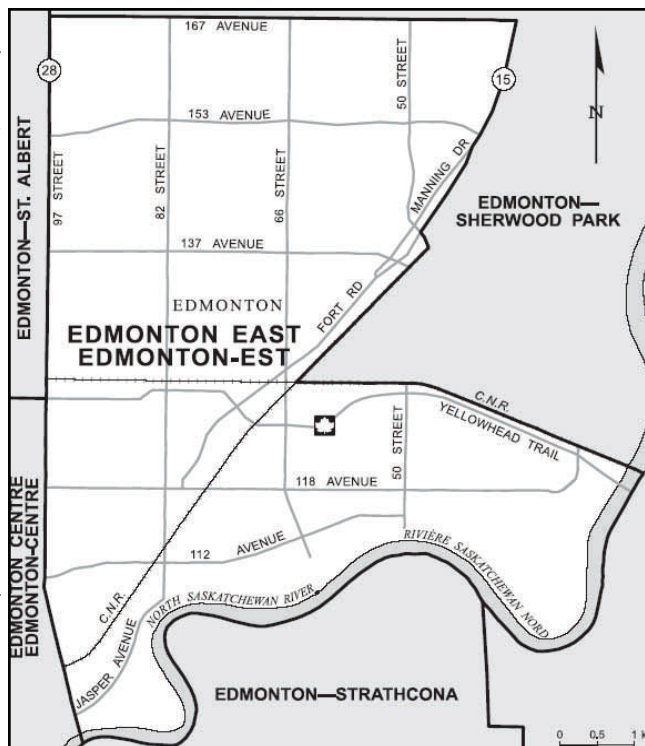 167 AVENUE
28
15
50 STREET
N
153 AVENUE
MANNING DR
EDMONTON—ST. ALBERT
97 STREET
82 STREET
66 STREET
EDMONTON—
SHERWOOD PARK
137 AVENUE
EDMONTON
FORT RD
EDMONTON EAST
EDMONTON-EST
C.N.R.
YELLOWHEAD TRAIL
50 STREET
118 AVENUE
EDMONTON CENTRE
EDMONTON-CENTRE
112 AVENUE
RIVIÈRE SASKATCHEWAN NORD
NORTH SASKATCHEWAN RIVER
C.N.R.
JASPER AVENUE
EDMONTON—STRATHCONA
0 0.5 1 k